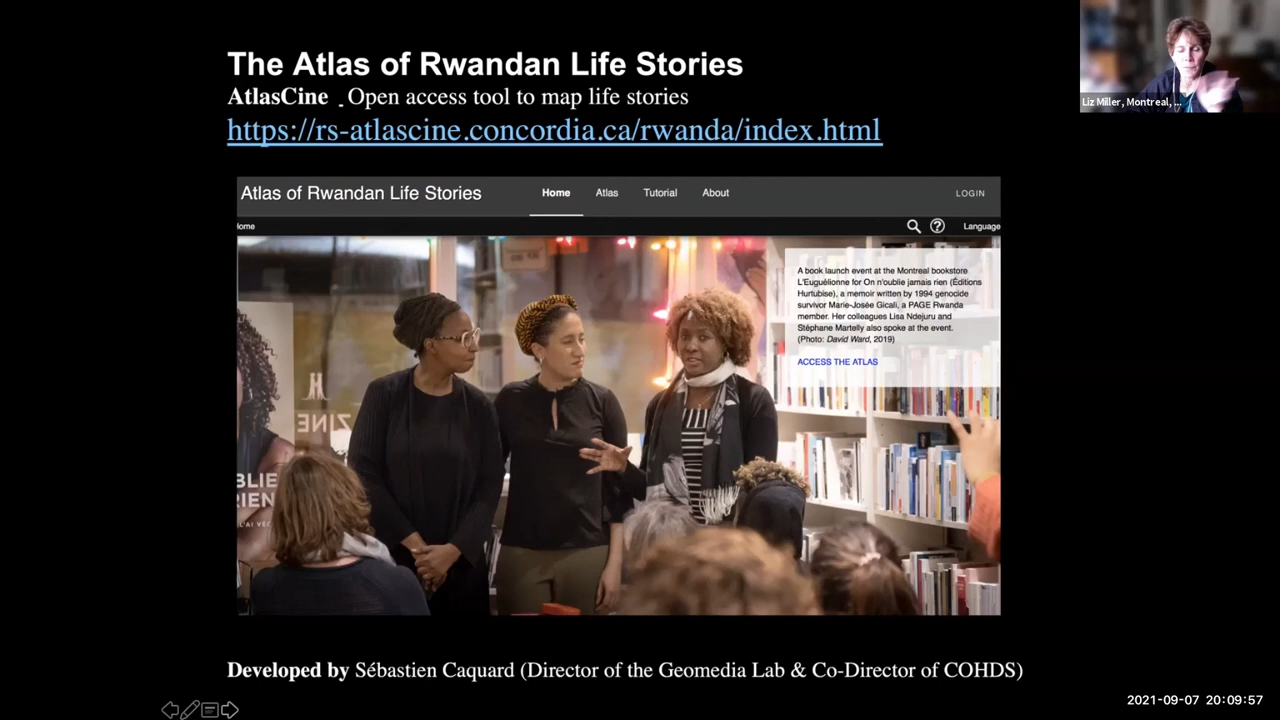 The Atlas of Rwandan Life Stories
AtlasCine - Open access tool to map life stories
https://rs-atlascine.concordia.ca/rwanda/index.html
Liz Miller, Montreal, ...
Atlas of Rwandan Life Stories
Home
Atlas
Tutorial
About
LOGIN
Home
Language
A book launch event at the Montreal bookstore
L'Euguélionne for On n'oublie jamais rien (Éditions
Hurtubise), a memoir written by 1994 genocide
survivor Marie-Josée Gicali, a PAGE Rwanda
member. Her colleagues Lisa Ndejuru and
Stéphane Martelly also spoke at the event.
(Photo: David Ward, 2019)
ACCESS THE ATLAS
ZINE
BLIE
RIEN
L'AI VÉC
Developed by Sébastien Caquard (Director of the Geomedia Lab & Co-Director of COHDS)
2021-09-07 20:09:57